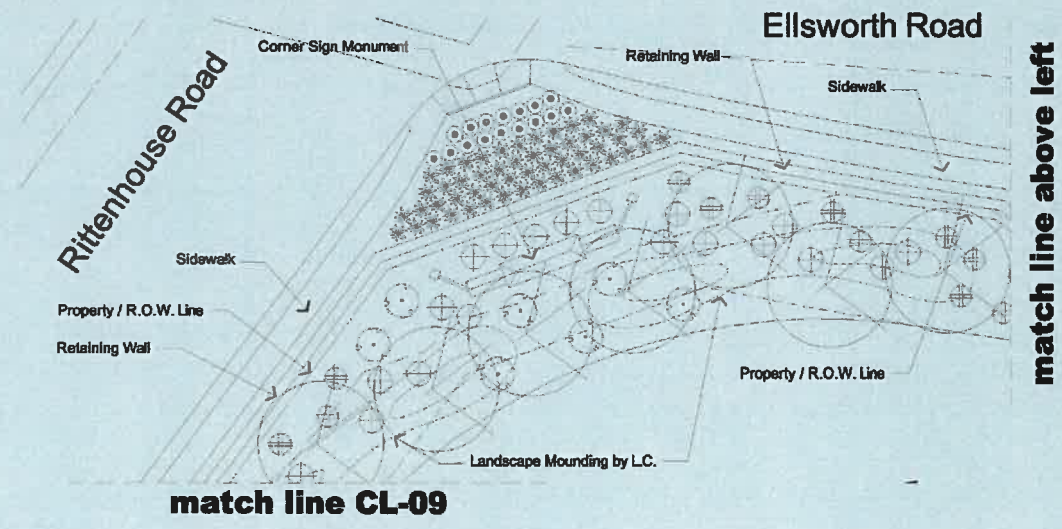 Ellsworth Road
Corner Sign Monument
Retaining Wall
Sidewalk
match line above left
Rittenhouse Road
Sidewalk
Property / R.O.W. Line
Retaining Wall
Property / R.O.W. Line
Landscape Mounding by L.C.
match line CL-09